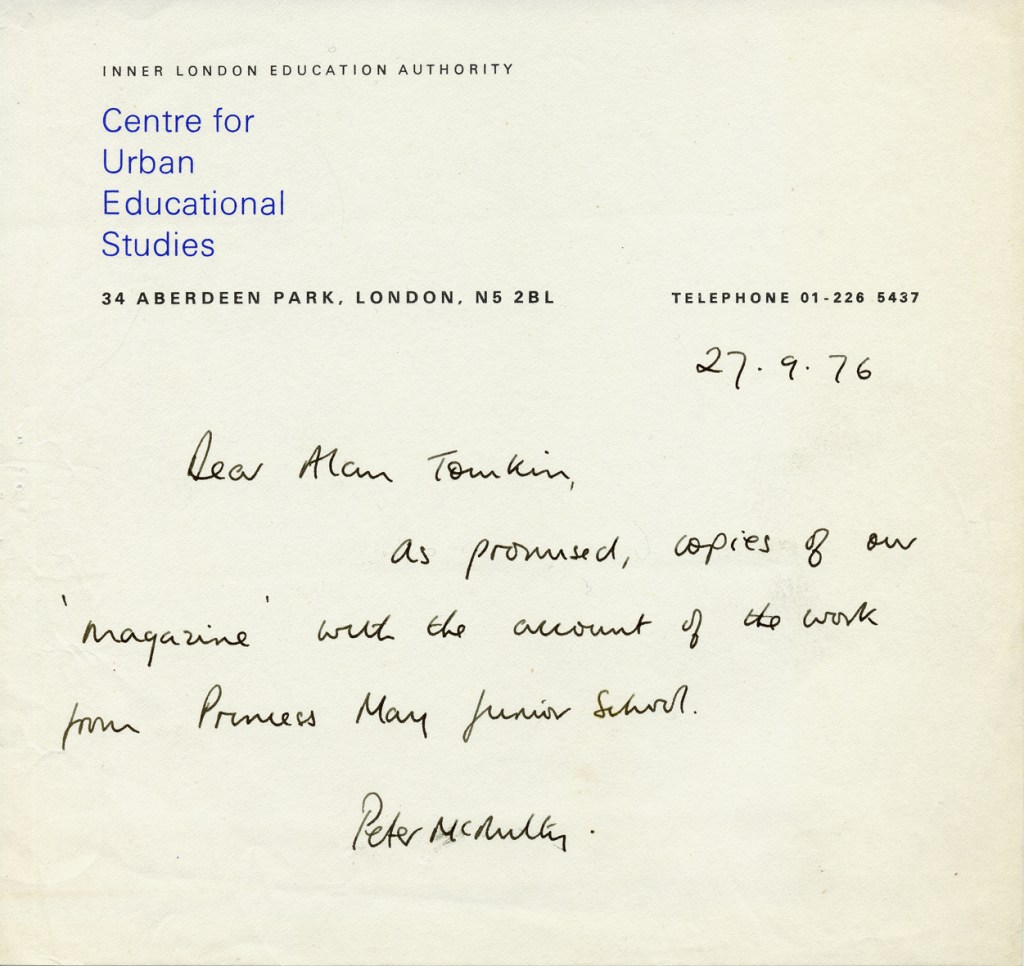 INNER LONDON EDUCATION AUTHORITY
Centre for
Urban
Educational
Studies
34 ABERDEEN PARK, LONDON, N5 2BL TELEPHONE 01-226 5437
27.9.76
Dear Alan Tomkin,
as promised, copies of our
'magazine' with the account of the work
from Princess May Junior School.
Peter